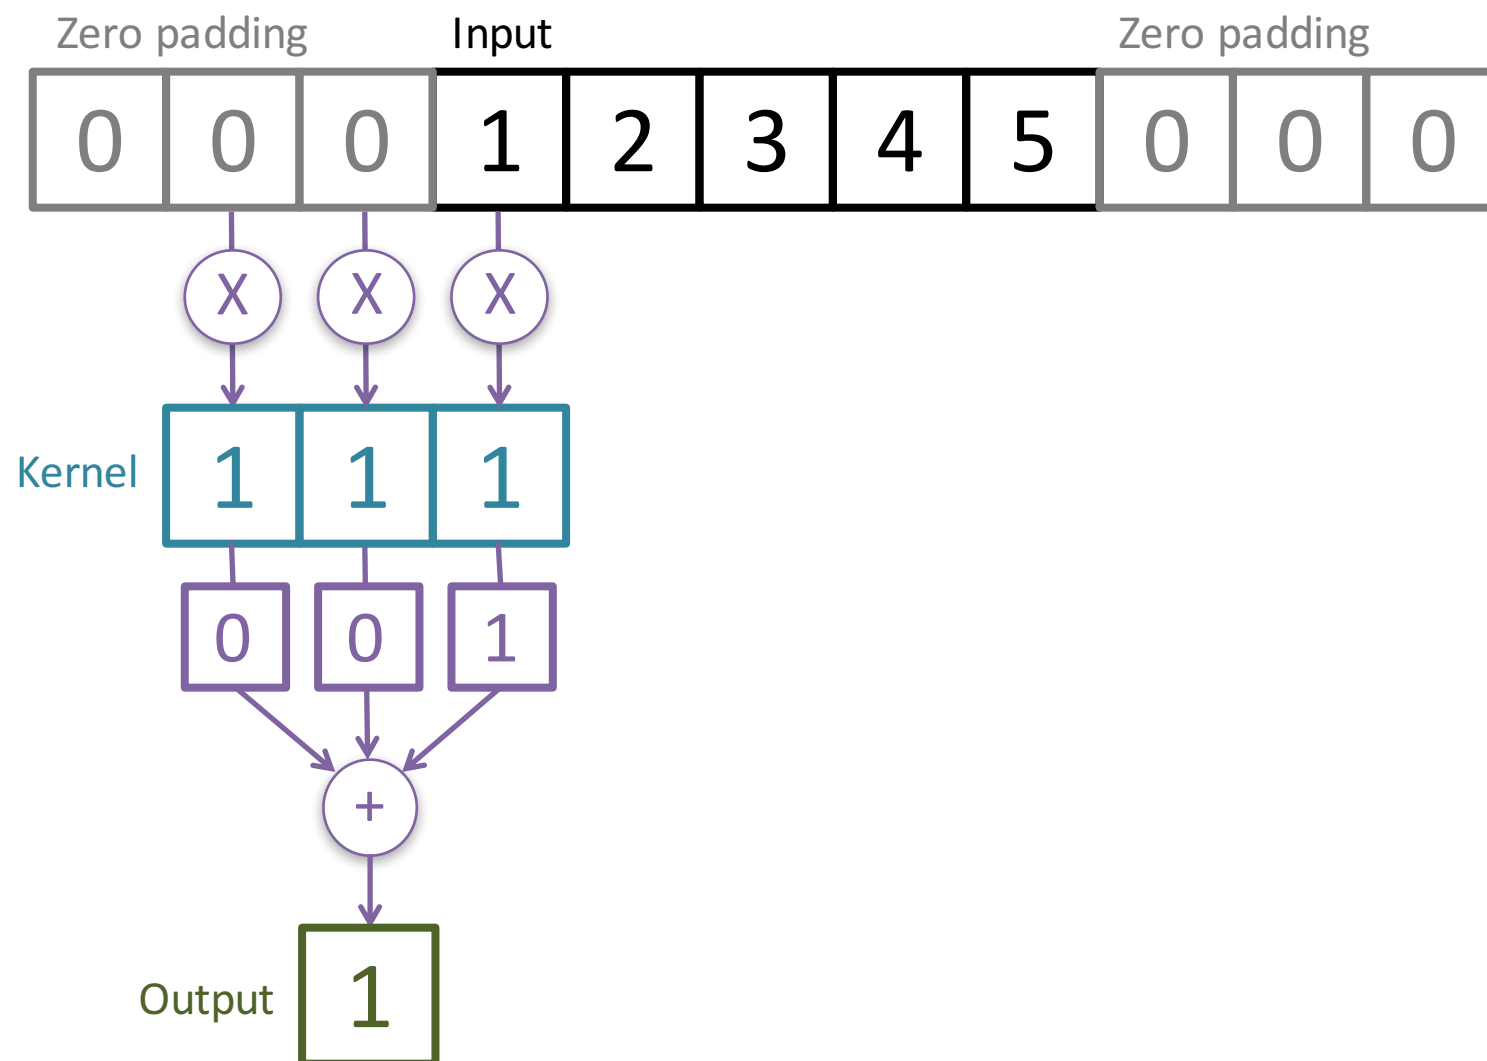 Zero padding Input Zero padding
0 0 0 1 2 3 4 5 0 0 0
X X X
Kernel 1 1 1
0 0 1
+
Output 1